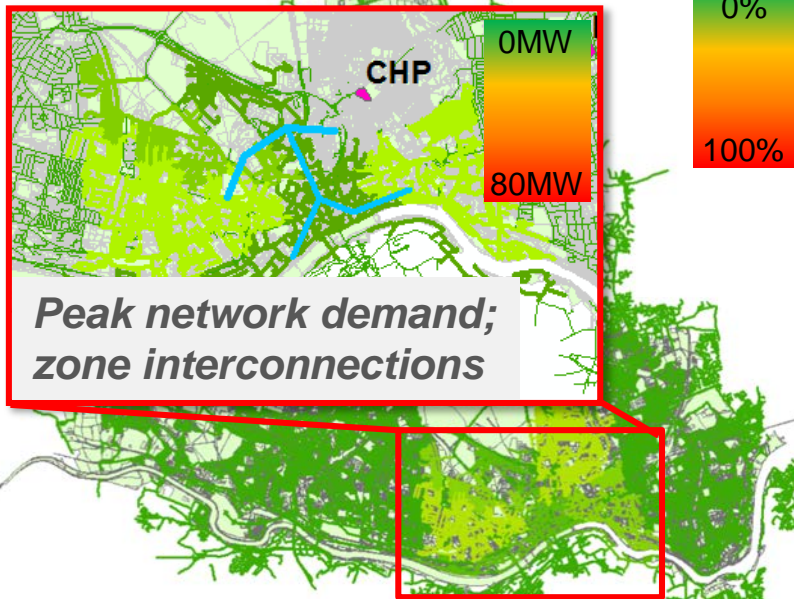 0%
0MW
CHP
100%
80MW
Peak network demand;
zone interconnections